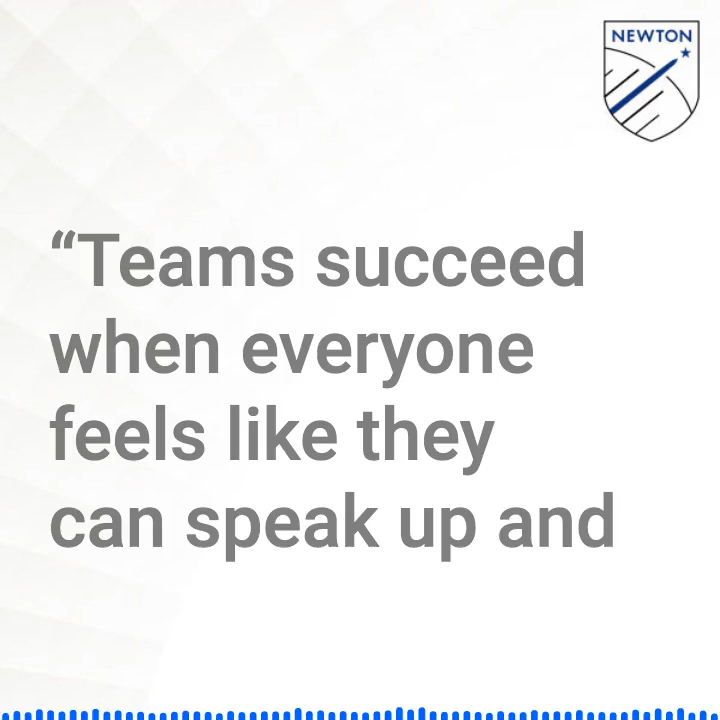 NEWTON
“Teams succeed
when everyone
feels like they
can speak up and